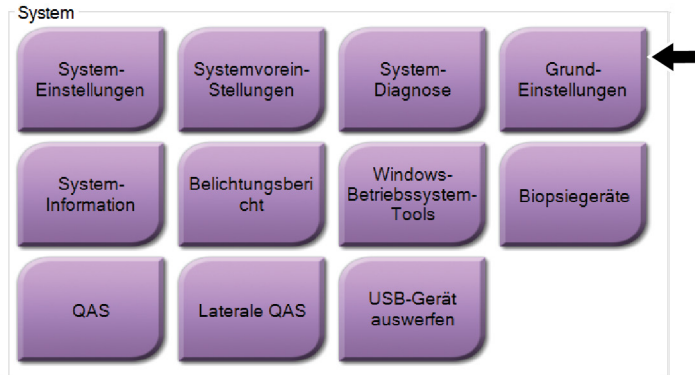 System
System-
Einstellungen
Systemvorein-
Stellungen
System-
Diagnose
Grund-
Einstellungen
System-
Information
Belichtungsberi
cht
Windows-
Betriebssystem-
Tools
Biopsiegeräte
QAS
Laterale QAS
USB-Gerät
auswerfen